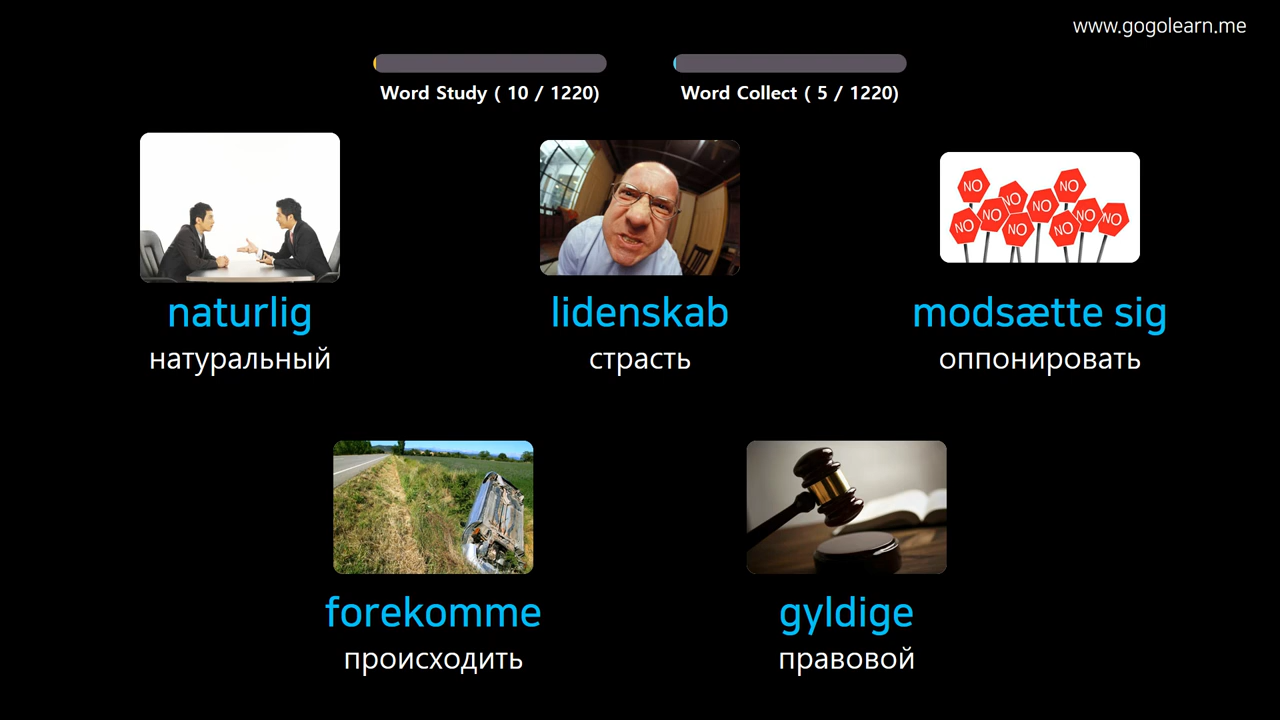 www.gogolearn.me
Word Study ( 10 / 1220)
Word Collect ( 5 / 1220)
NO NO NO NO NO NO NO NO NO NO
naturlig
натуральный
lidenskab
страсть
modsætte sig
оппонировать
forekomme
происходить
gyldige
правовой